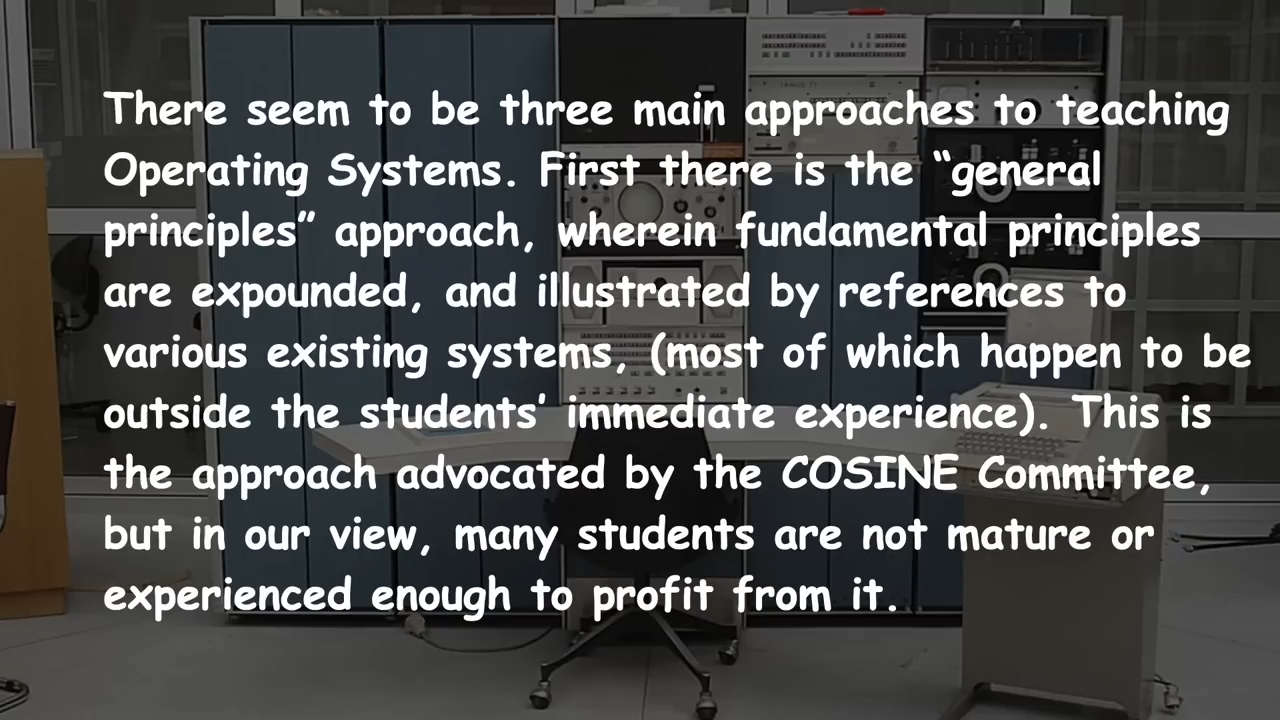 There seem to be three main approaches to teaching
Operating Systems. First there is the “general
principles” approach, wherein fundamental principles
are expounded, and illustrated by references to
various existing systems, (most of which happen to be
outside the students’ immediate experience). This is
the approach advocated by the COSINE Committee,
but in our view, many students are not mature or
experienced enough to profit from it.